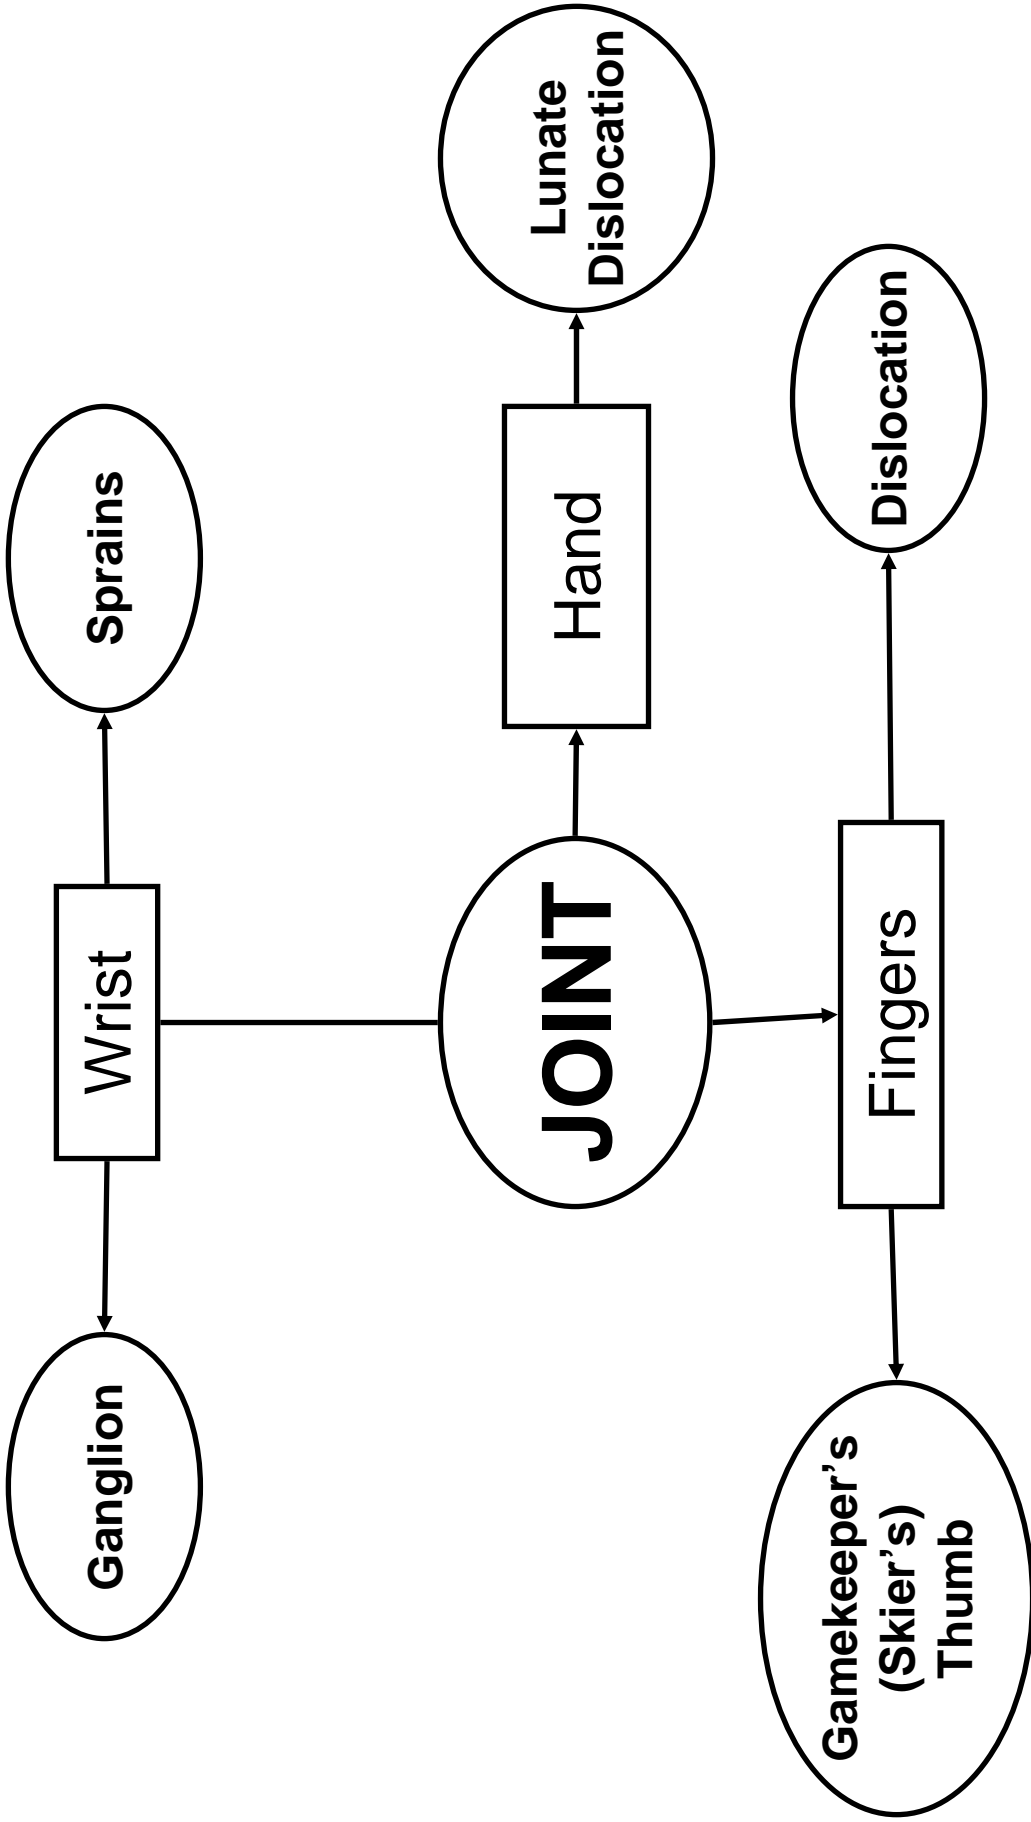 Ganglion
Wrist
Sprains
JOINT
Hand
Lunate
Dislocation
Gamekeeper’s
(Skier’s)
Thumb
Fingers
Dislocation